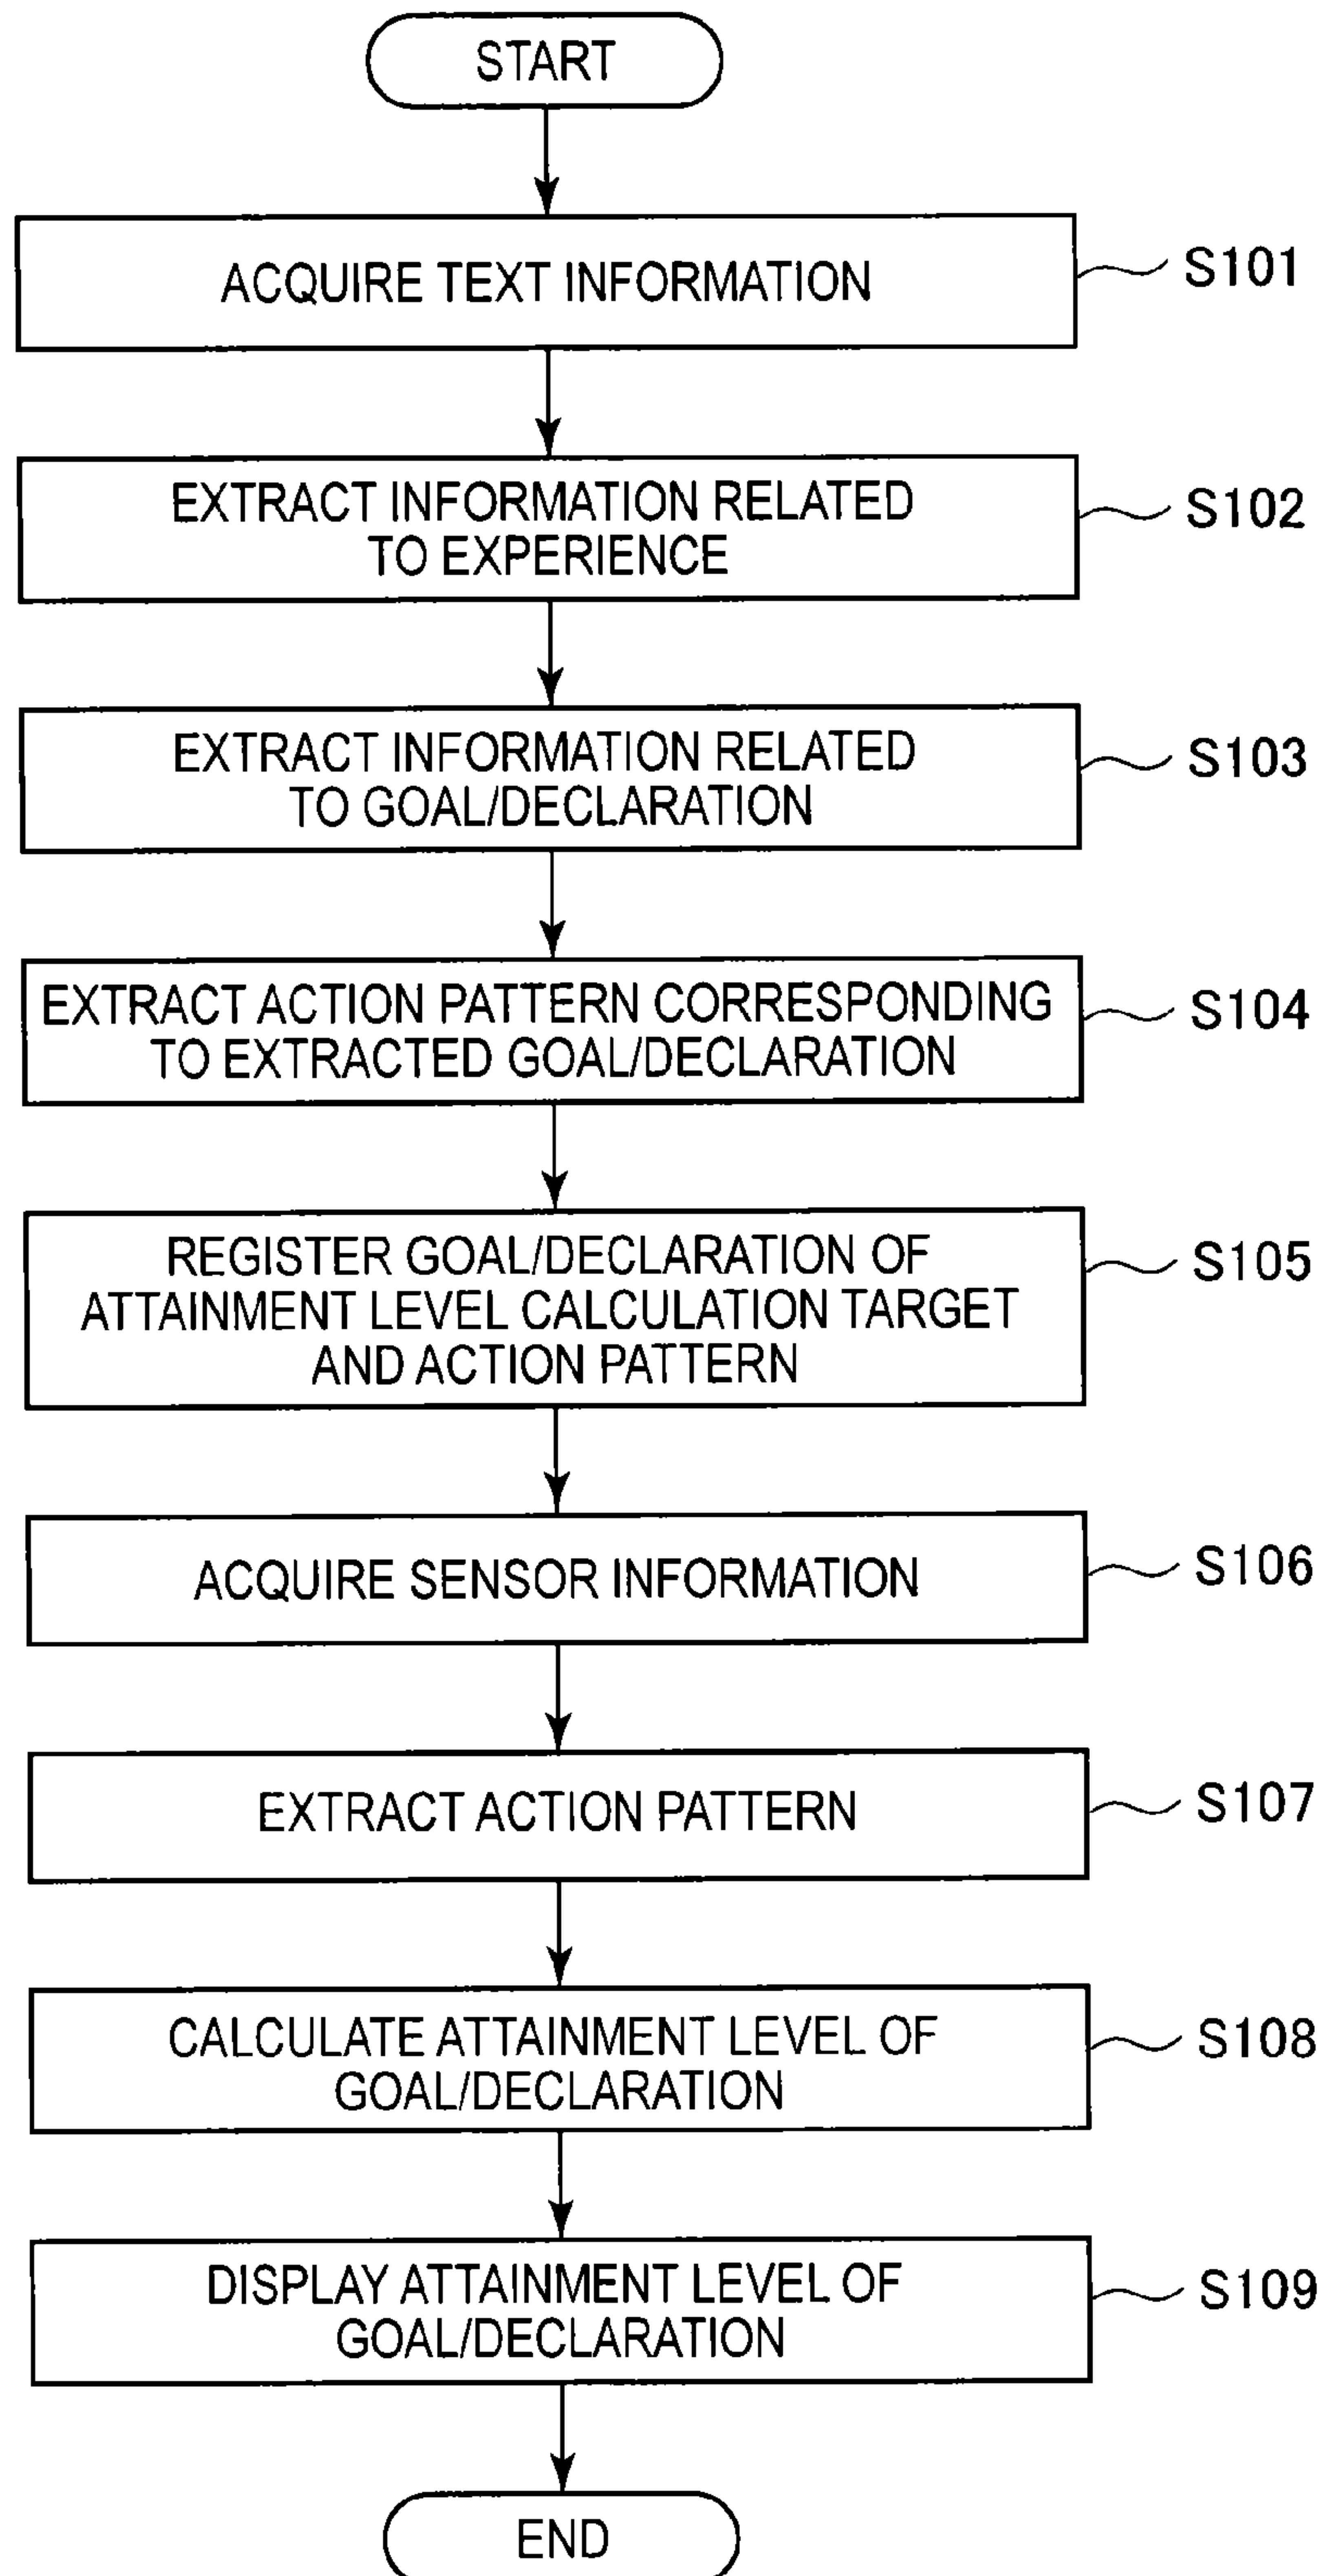 START
ACQUIRE TEXT INFORMATION
S101
EXTRACT INFORMATION RELATED
TO EXPERIENCE
S102
EXTRACT INFORMATION RELATED
TO GOAL/DECLARATION
S103
EXTRACT ACTION PATTERN CORRESPONDING
TO EXTRACTED GOAL/DECLARATION
S104
REGISTER GOAL/DECLARATION OF
ATTAINMENT LEVEL CALCULATION TARGET
AND ACTION PATTERN
S105
ACQUIRE SENSOR INFORMATION
S106
EXTRACT ACTION PATTERN
S107
CALCULATE ATTAINMENT LEVEL OF
GOAL/DECLARATION
S108
DISPLAY ATTAINMENT LEVEL OF
GOAL/DECLARATION
S109
END